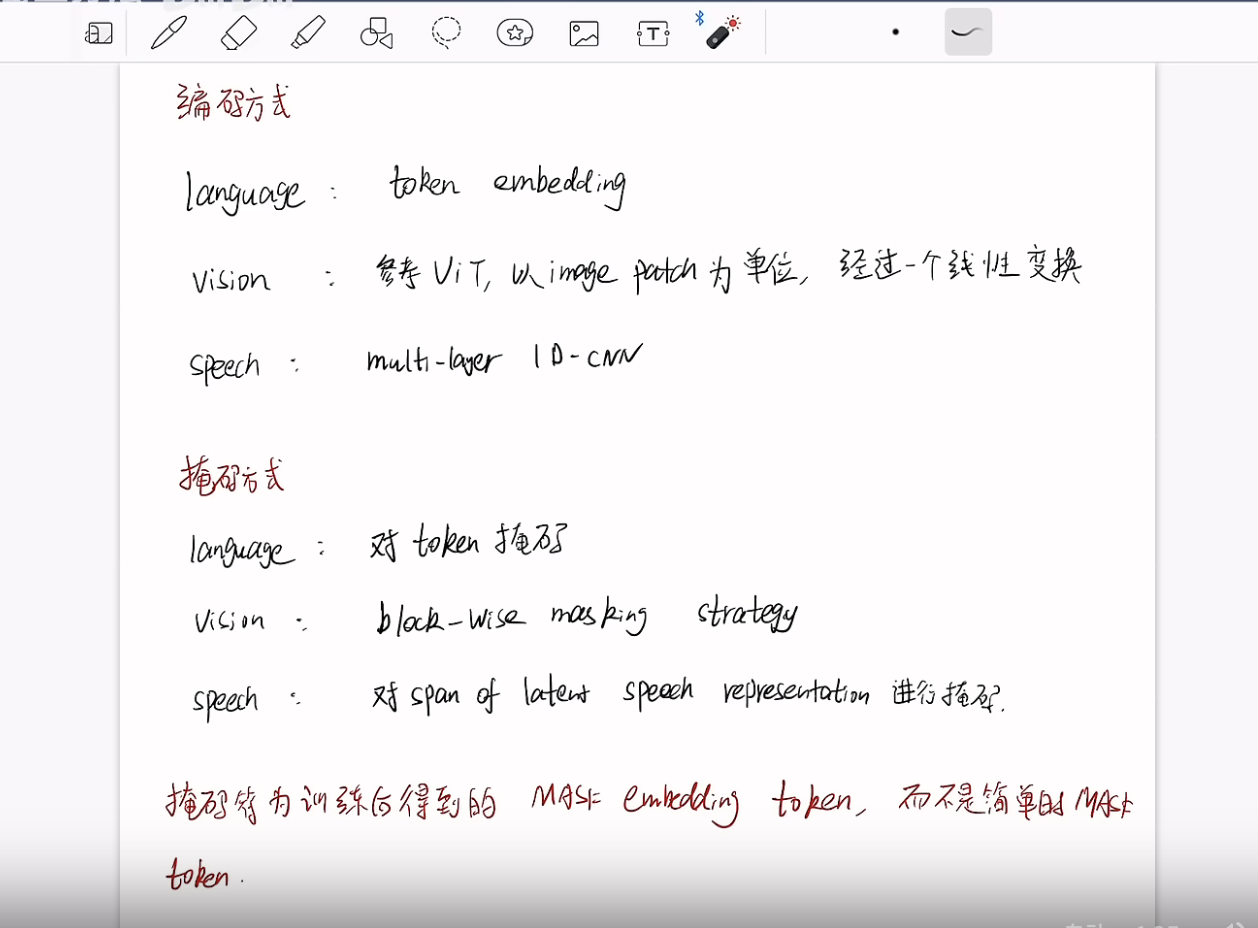 编码方式
language : token embedding
vision : 参考 ViT, 以 image patch 为单位, 经过一个线性变换
speech : multi-layer 1D-CNN
掩码方式
language : 对 token 掩码
vision : block-wise masking strategy
speech : 对 span of latent speech representation 进行掩码.
掩码符为训练后得到的 MASK embedding token, 而不是简单的 MASK
token.